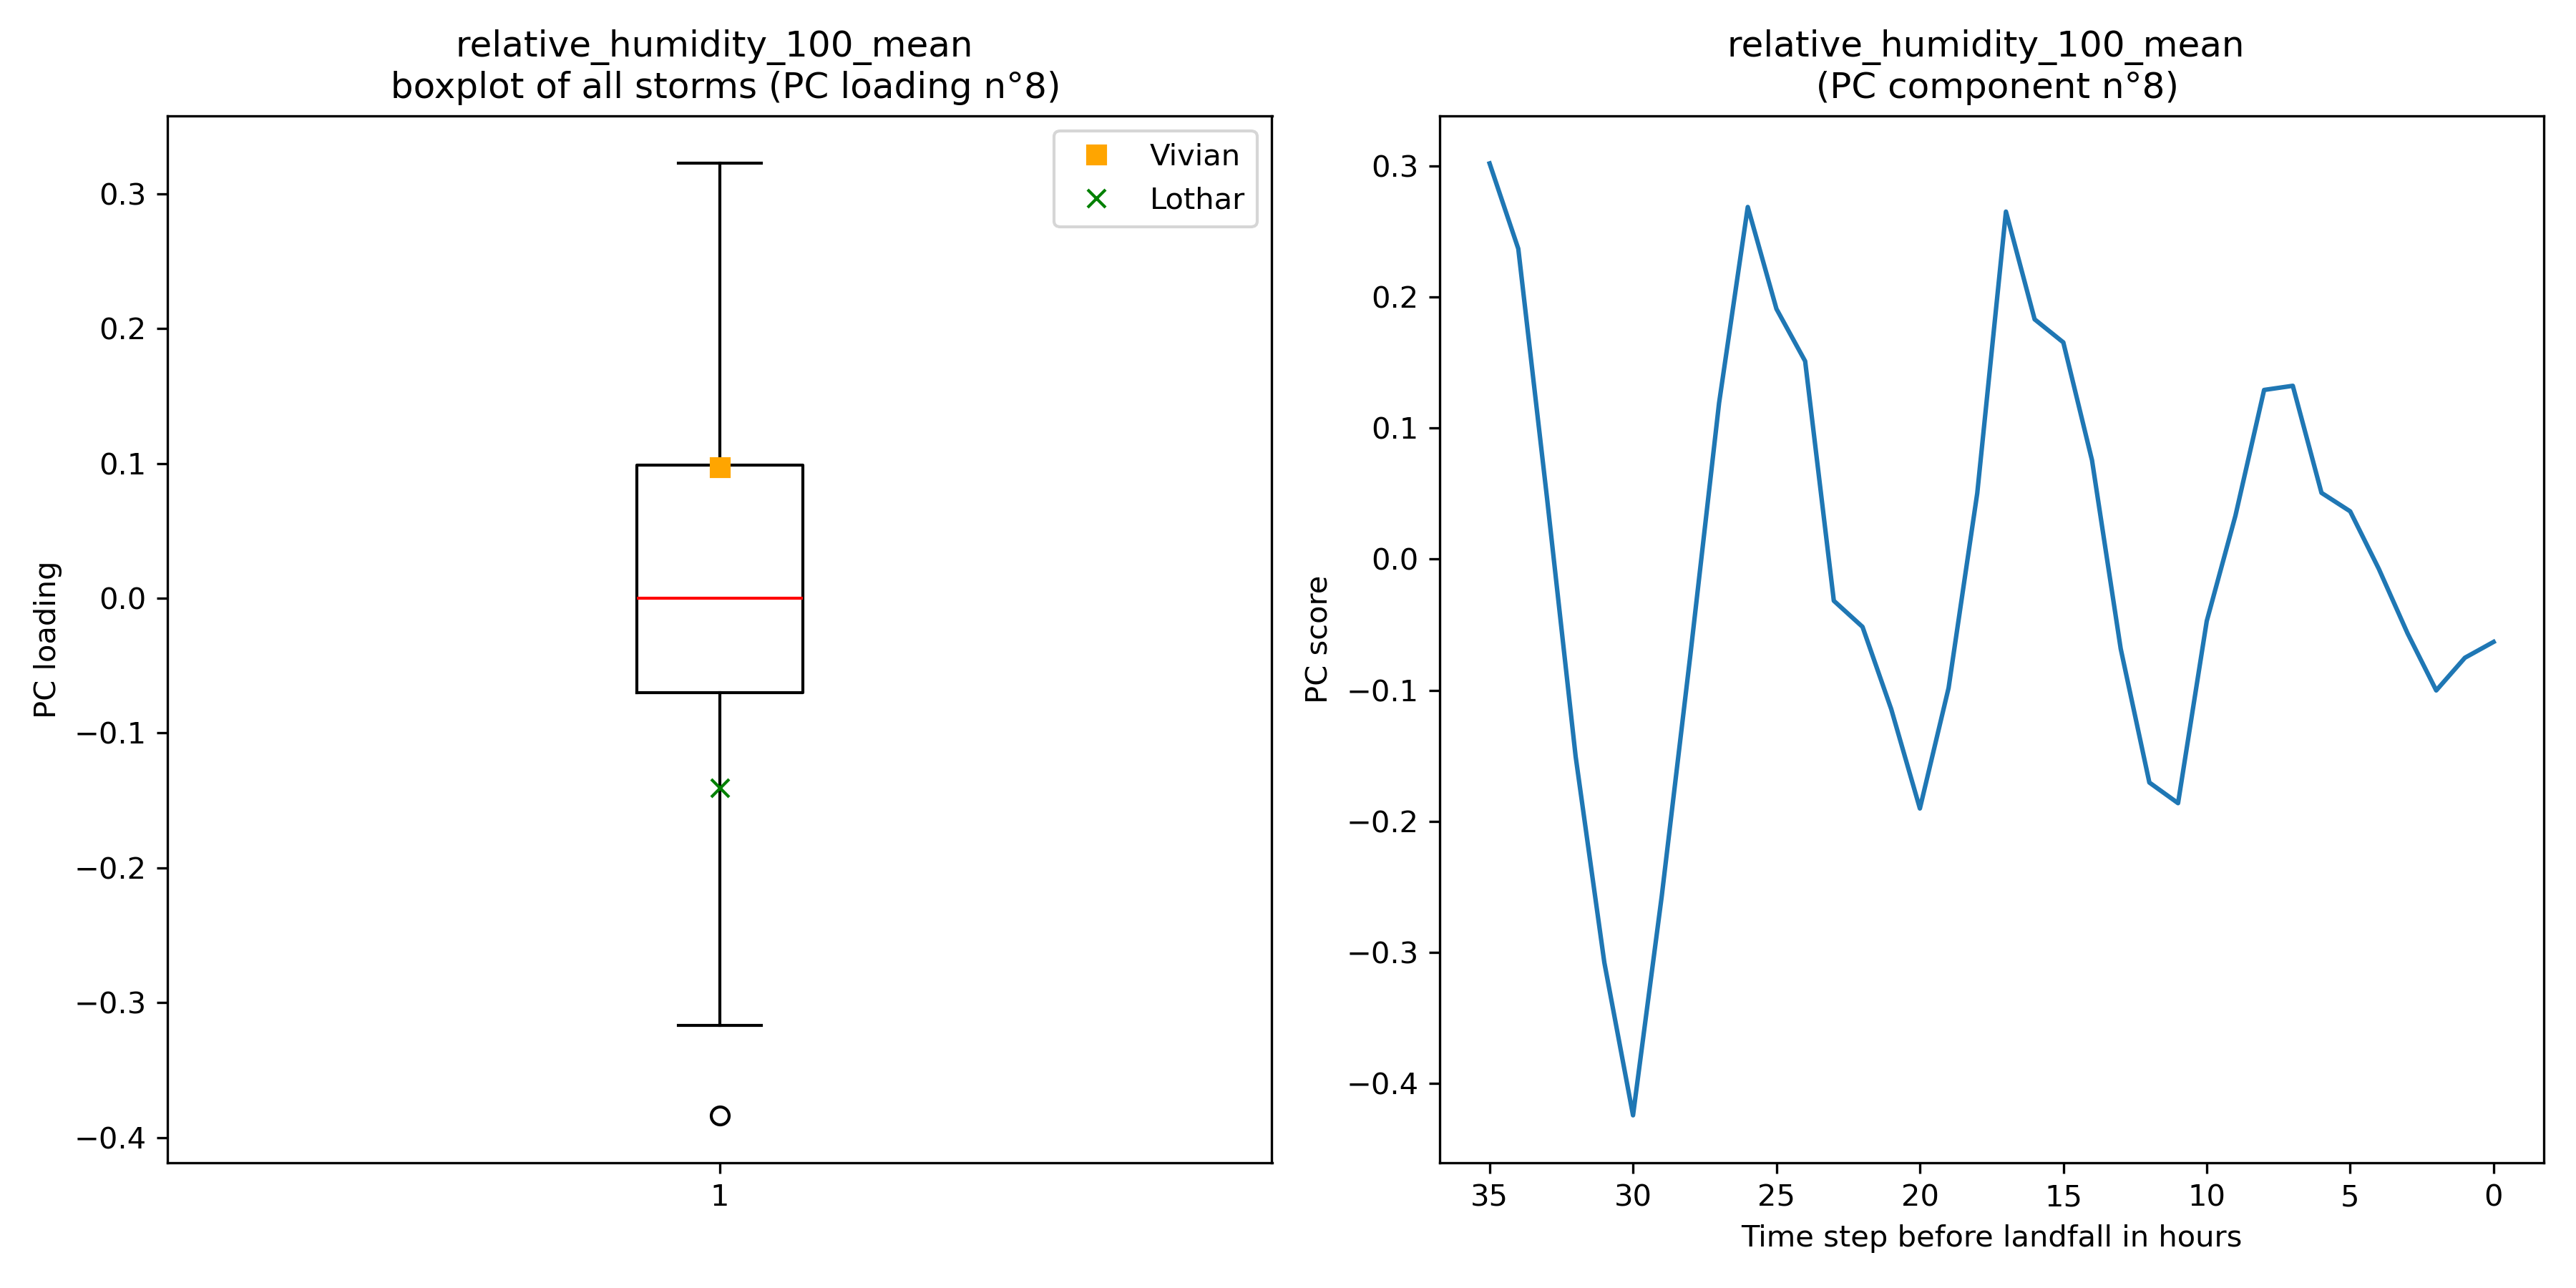 relative_humidity_100_mean
boxplot of all storms (PC loading n°8)
Vivian
Lothar
PC loading
0.3
0.2
0.1
0.0
−0.1
−0.2
−0.3
−0.4
1
relative_humidity_100_mean
(PC component n°8)
PC score
0.3
0.2
0.1
0.0
−0.1
−0.2
−0.3
−0.4
35 30 25 20 15 10 5 0
Time step before landfall in hours